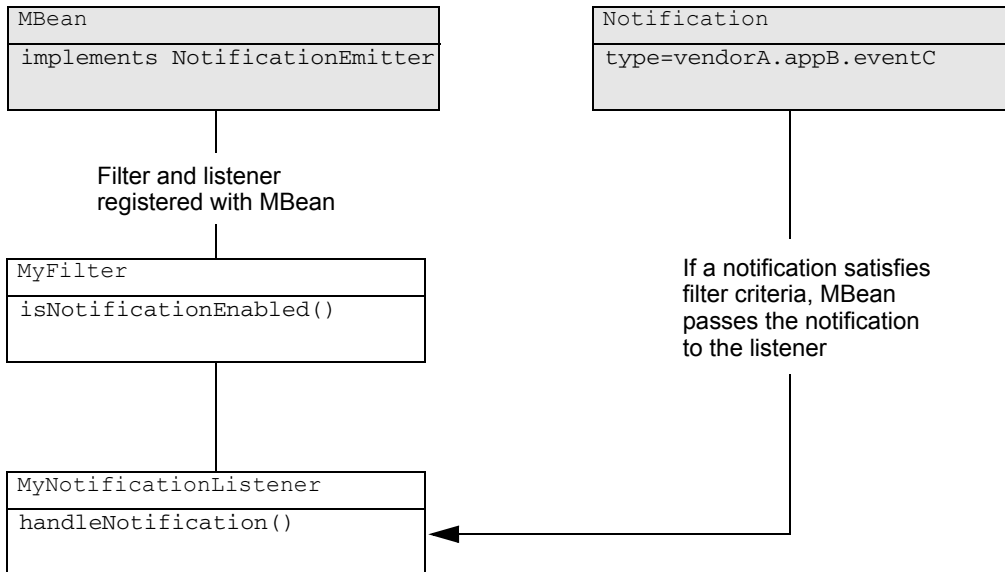 MBean
implements NotificationEmitter
Notification
type=vendorA.appB.eventC
Filter and listener
registered with MBean
MyFilter
isNotificationEnabled()
If a notification satisfies
filter criteria, MBean
passes the notification
to the listener
MyNotificationListener
handleNotification()